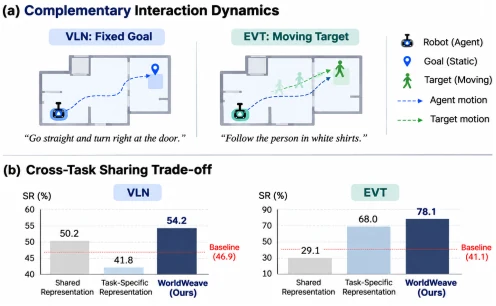 (a) Complementary Interaction Dynamics
VLN: Fixed Goal
EVT: Moving Target
Robot (Agent)
Goal (Static)
Target (Moving)
Agent motion
Target motion
“Go straight and turn right at the door.”
“Follow the person in white shirts.”
(b) Cross-Task Sharing Trade-off
SR (%)
VLN
60
55
50
45
40
50.2
41.8
54.2
Baseline
(46.9)
Shared
Representation
Task-Specific
Representation
WorldWeave
(Ours)
SR (%)
EVT
90
70
50
30
10
29.1
68.0
78.1
Baseline
(41.1)
Shared
Representation
Task-Specific
Representation
WorldWeave
(Ours)